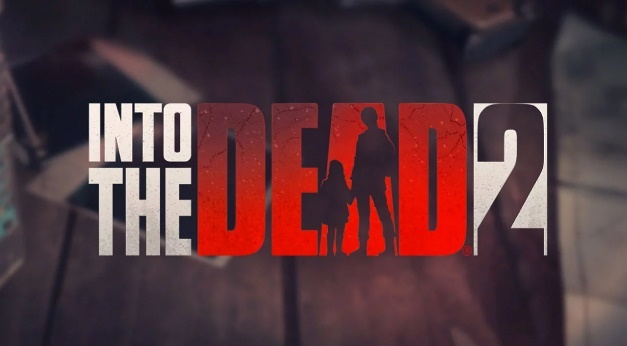 INTO
THE DEAD 2